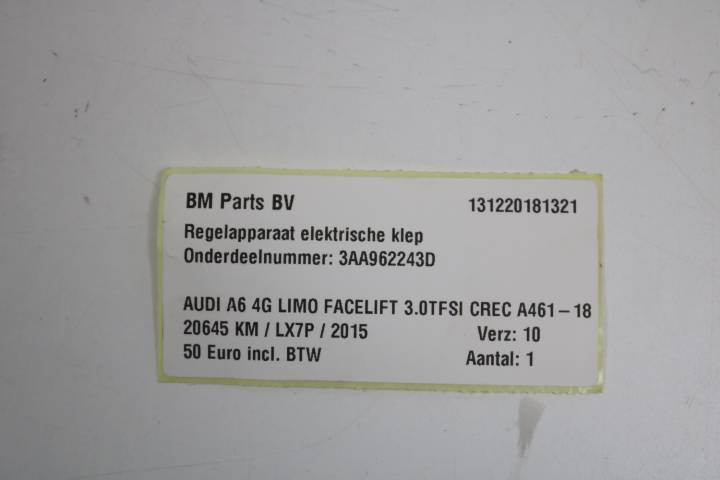 BM Parts BV 131220181321
Regelapparaat elektrische klep
Onderdeelnummer: 3AA962243D
AUDI A6 4G LIMO FACELIFT 3.0TFSI CREC A461-18
20645 KM / LX7P / 2015 Verz: 10
50 Euro incl. BTW Aantal: 1